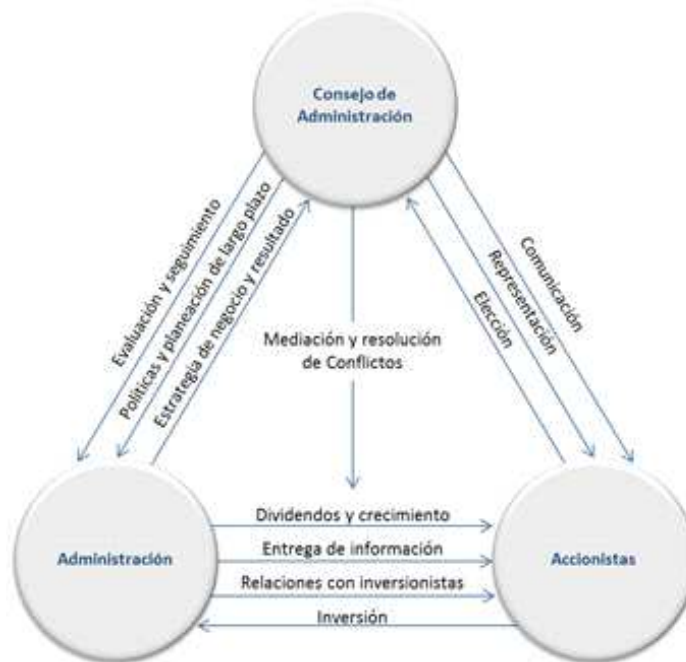 Consejo de
Administración
Evaluación y seguimiento
Políticas y planeación de largo plazo
Estrategia de negocio y resultado
Mediación y resolución
de Conflictos
Elección
Representación
Comunicación
Administración
Dividendos y crecimiento
Entrega de información
Relaciones con inversionistas
Inversión
Accionistas